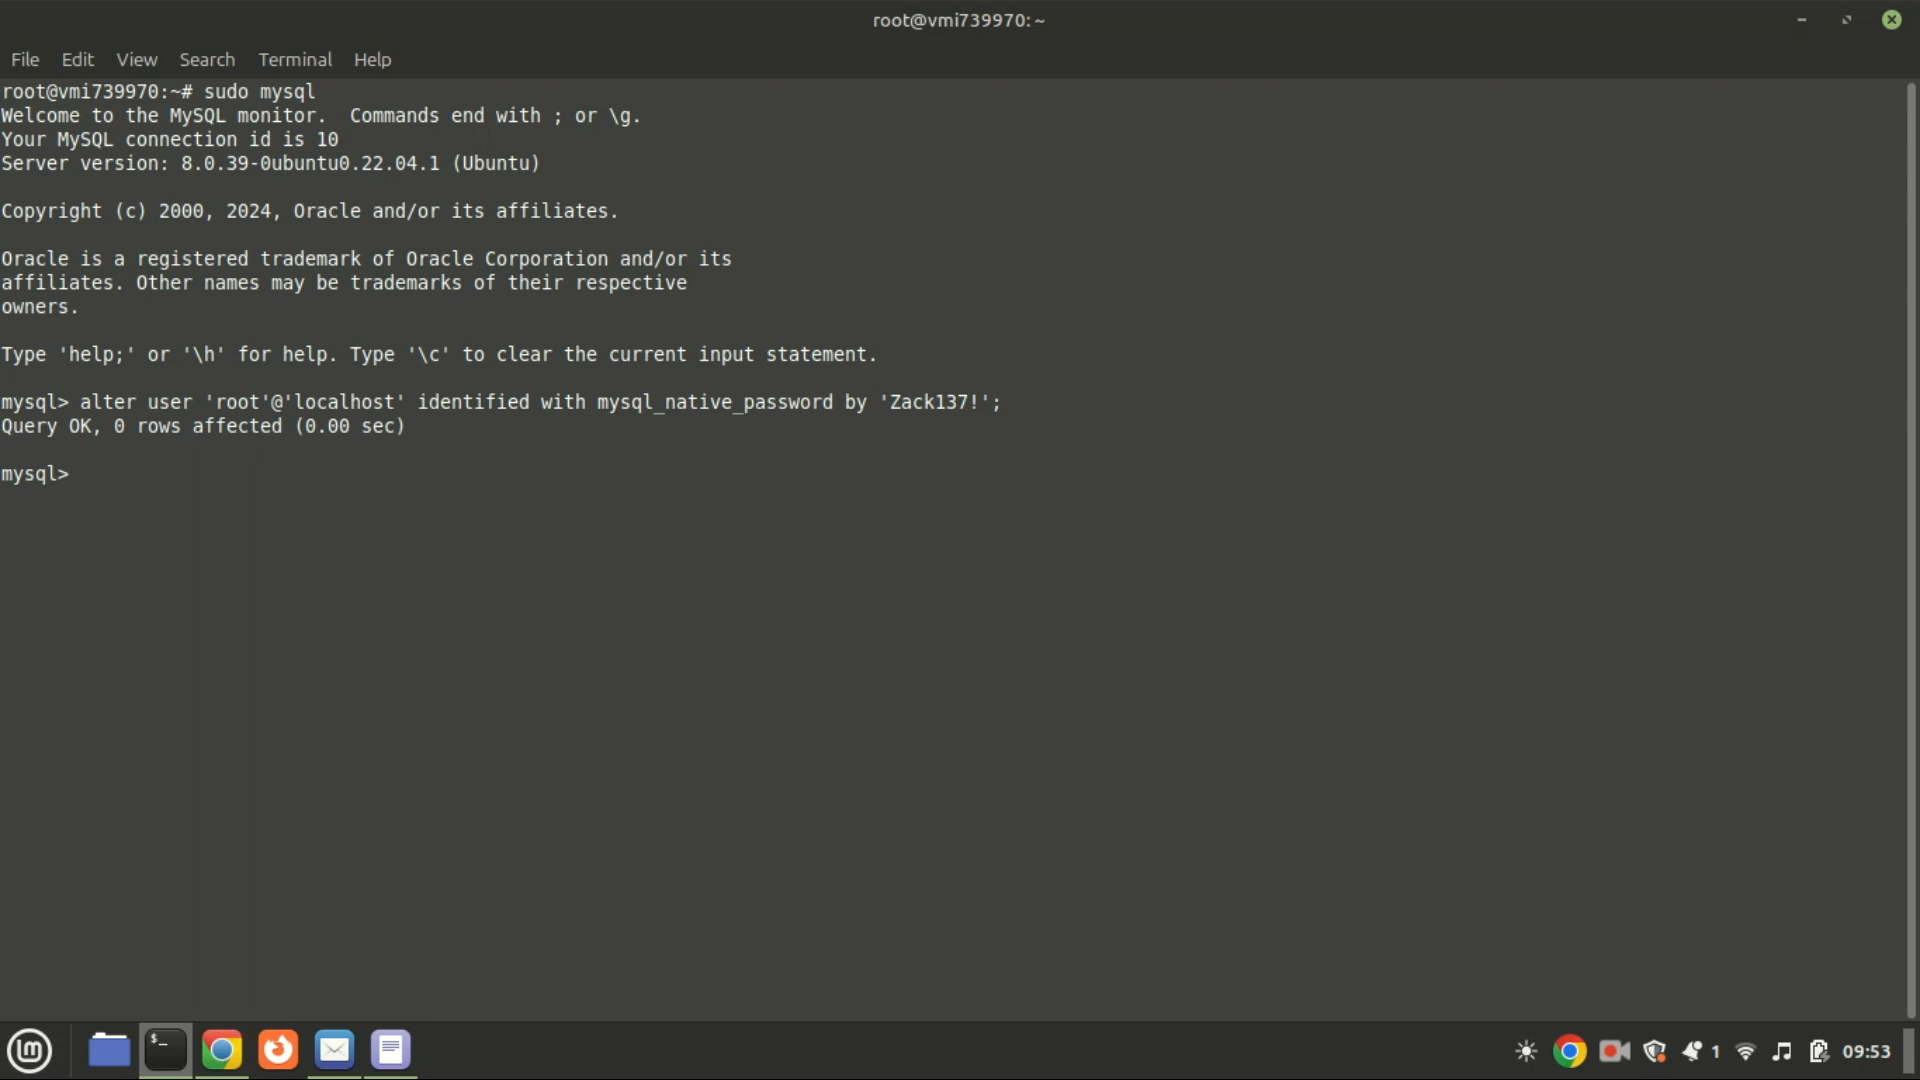 root@vmi739970:~
File Edit View Search Terminal Help
root@vmi739970:~# sudo mysql
Welcome to the MySQL monitor.  Commands end with ; or \g.
Your MySQL connection id is 10
Server version: 8.0.39-0ubuntu0.22.04.1 (Ubuntu)
Copyright (c) 2000, 2024, Oracle and/or its affiliates.
Oracle is a registered trademark of Oracle Corporation and/or its
affiliates. Other names may be trademarks of their respective
owners.
Type 'help;' or '\h' for help. Type '\c' to clear the current input statement.
mysql> alter user 'root'@'localhost' identified with mysql_native_password by 'Zack137!';
Query OK, 0 rows affected (0.00 sec)
mysql>
$_
lm
1
09:53